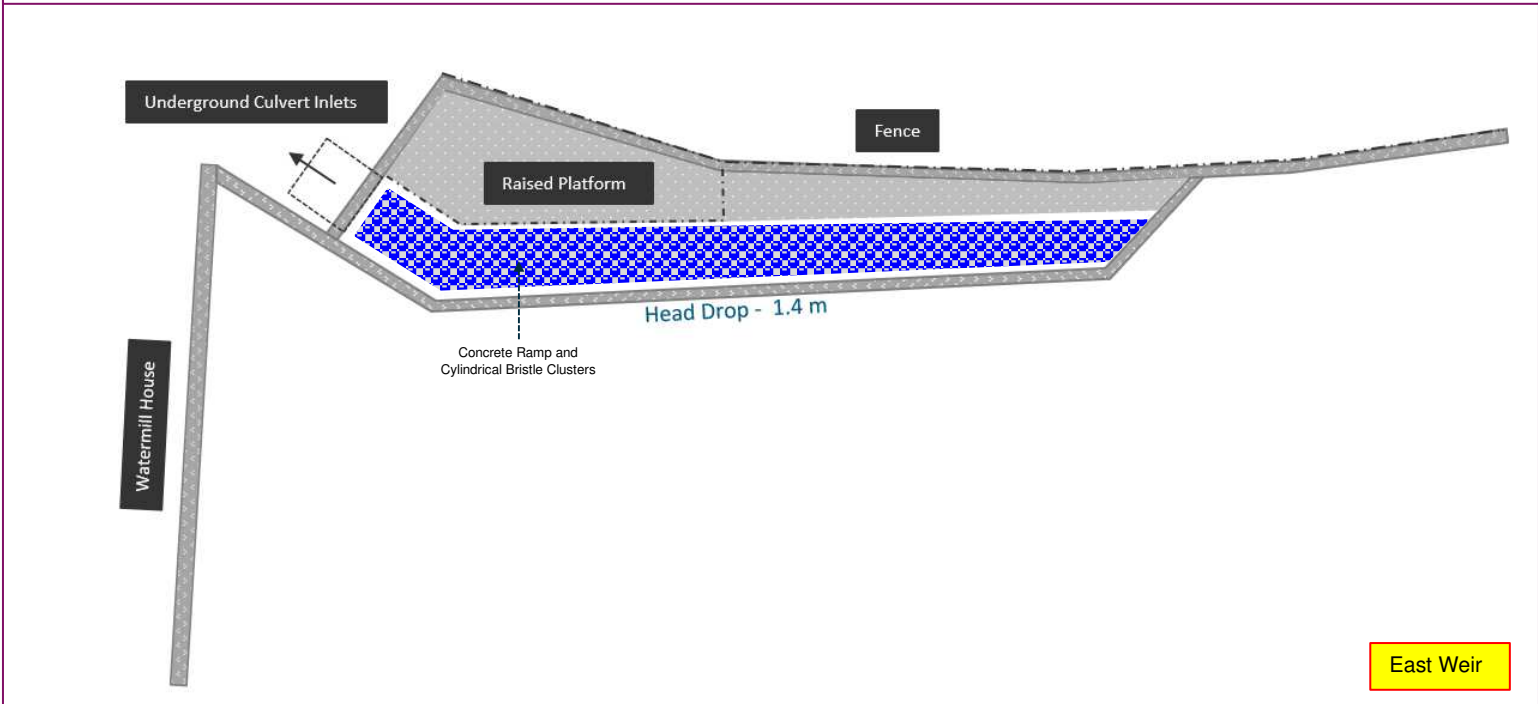 Underground Culvert Inlets
Fence
Raised Platform
Head Drop - 1.4 m
Concrete Ramp and
Cylindrical Bristle Clusters
Watermill House
East Weir